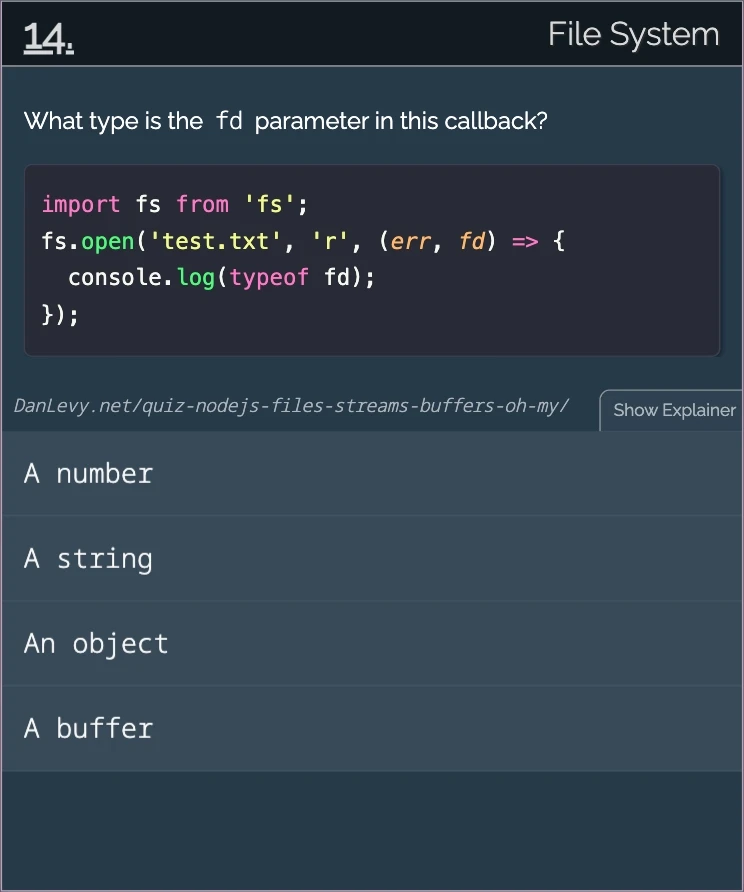 14.
File System
What type is the fd parameter in this callback?
import fs from 'fs';
fs.open('test.txt', 'r', (err, fd) => {
  console.log(typeof fd);
});
DanLevy.net/quiz-nodejs-files-streams-buffers-oh-my/
Show Explainer
A number
A string
An object
A buffer